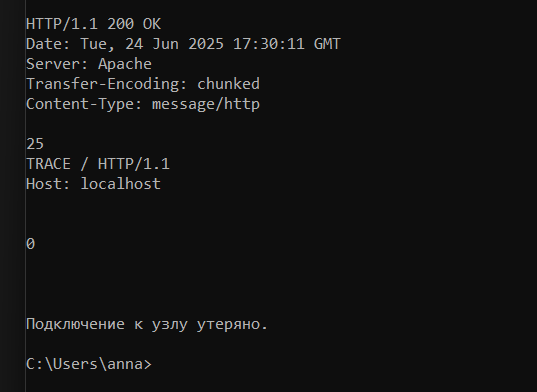 HTTP/1.1 200 OK
Date: Tue, 24 Jun 2025 17:30:11 GMT
Server: Apache
Transfer-Encoding: chunked
Content-Type: message/http
25
TRACE / HTTP/1.1
Host: localhost
0
Подключение к узлу утеряно.
C:\Users\anna>